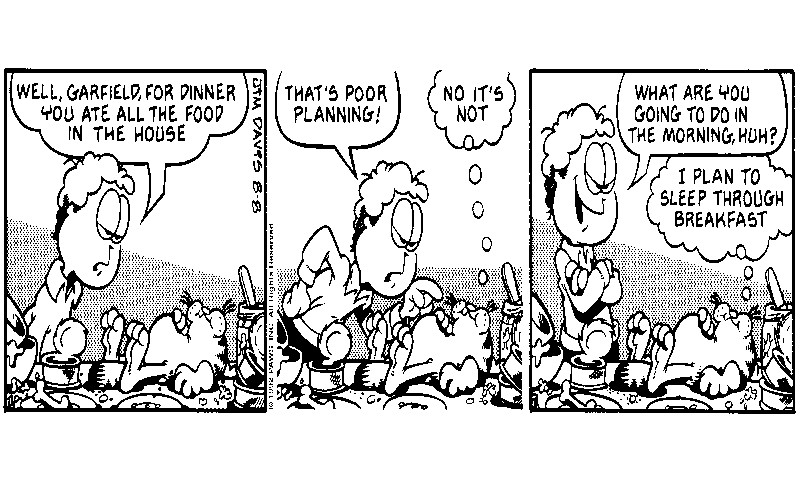 WELL, GARFIELD, FOR DINNER
YOU ATE ALL THE FOOD
IN THE HOUSE
JIM DAVIS 8-8
THAT'S POOR
PLANNING!
NO IT'S
NOT
WHAT ARE YOU
GOING TO DO IN
THE MORNING, HUH?
I PLAN TO
SLEEP THROUGH
BREAKFAST